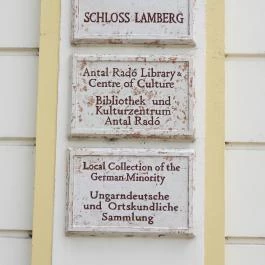 SCHLOSS LAMBERG
Antal Radó Library &
Centre of Culture
Bibliothek und
Kulturzentrum
Antal Radó
Local Collection of the
German Minority
Ungarndeutsche
und Ortskundliche
Sammlung